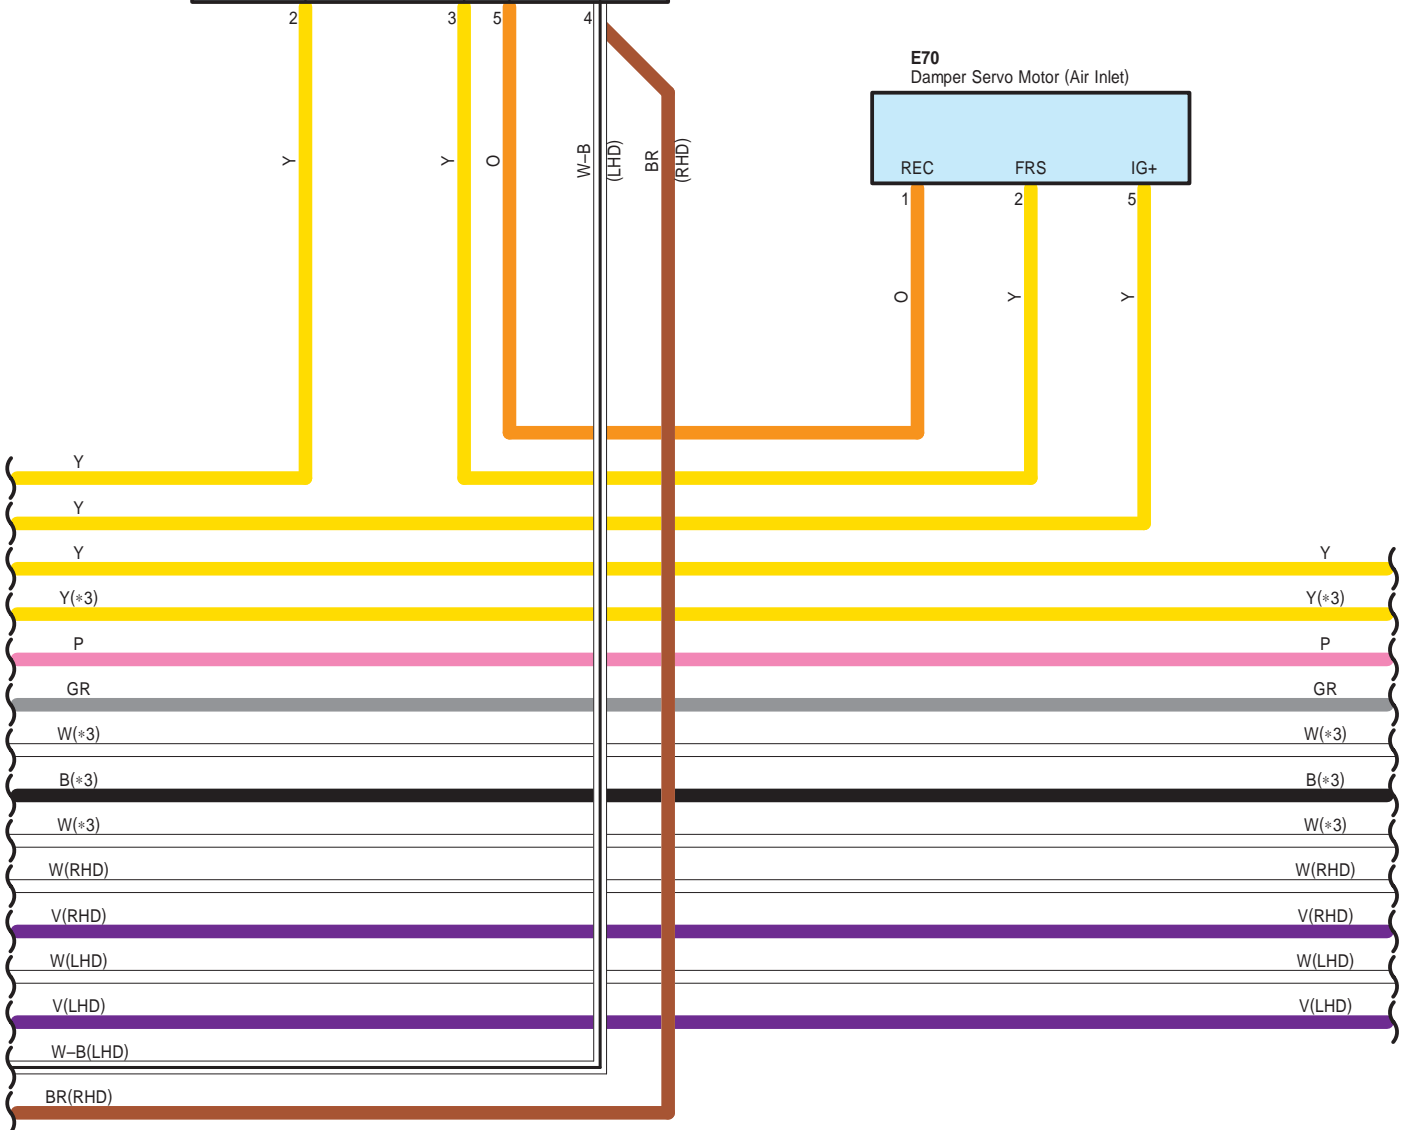 2
3
5
4
E70
Damper Servo Motor (Air Inlet)
Y
Y
O
W–B
(LHD)
BR
(RHD)
REC
FRS
IG+
1
2
5
O
Y
Y
Y
Y
Y
Y
Y(*3)
Y(*3)
P
P
GR
GR
W(*3)
W(*3)
B(*3)
B(*3)
W(*3)
W(*3)
W(RHD)
W(RHD)
V(RHD)
V(RHD)
W(LHD)
W(LHD)
V(LHD)
V(LHD)
W–B(LHD)
BR(RHD)